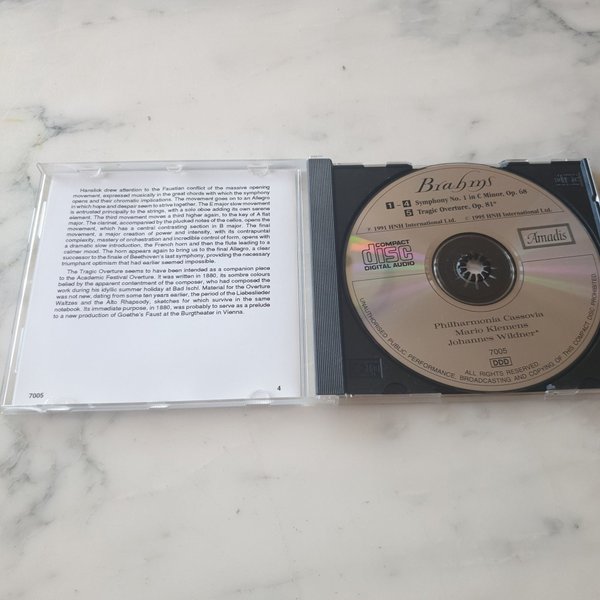 Hanslick drew attention to the Faustian conflict of the massive opening
movement, expressed musically in the great chords with which the symphony
opens and their chromatic implications. The movement goes on to an Allegro
in which hope and despair seem to strive together. The E major slow movement
is entrusted principally to the strings, with a solo oboe adding its own serene
element. The third movement moves a third higher again, to the key of A flat
major. The clarinet, accompanied by the plucked notes of the cellos, opens the
movement, which has a central contrasting section in B major. The final
movement, a major creation of power and intensity, with its contrapuntal
complexity, mastery of orchestration and incredible control of form, opens with
a dramatic slow introduction, the French horn and then the flute leading to a
calmer mood. The horn appears again to bring us to the final Allegro, a clear
successor to the finale of Beethoven's last symphony, providing the necessary
triumphant optimism that had earlier seemed impossible.
The Tragic Overture seems to have been intended as a companion piece
to the Academic Festival Overture. It was written in 1880, its sombre colours
belied by the apparent contentment of the composer, who had composed the
work during his idyllic summer holiday at Bad Ischl. Material for the Overture
was not new, dating from some ten years earlier, the period of the Liebeslieder
Waltzes and the Alto Rhapsody, sketches for which survive in the same
notebook. Its immediate inspiration, in 1880, was probably to serve as a prelude
to a new production of Goethe's Faust at the Burgtheater in Vienna.
7005
4
Brahms
1 - 4 Symphony No. 1 in C Minor, Op. 68
5 Tragic Overture, Op. 81*
℗ 1991 HNH International Ltd. © 1995 HNH International Ltd.
COMPACT
disc
DIGITAL AUDIO
Amadis
Philharmonia Cassovia
Mario Klemens
Johannes Wildner*
7005
DDD
ALL RIGHTS RESERVED
UNAUTHORISED PUBLIC PERFORMANCE, BROADCASTING AND COPYING OF THIS COMPACT DISC PROHIBITED